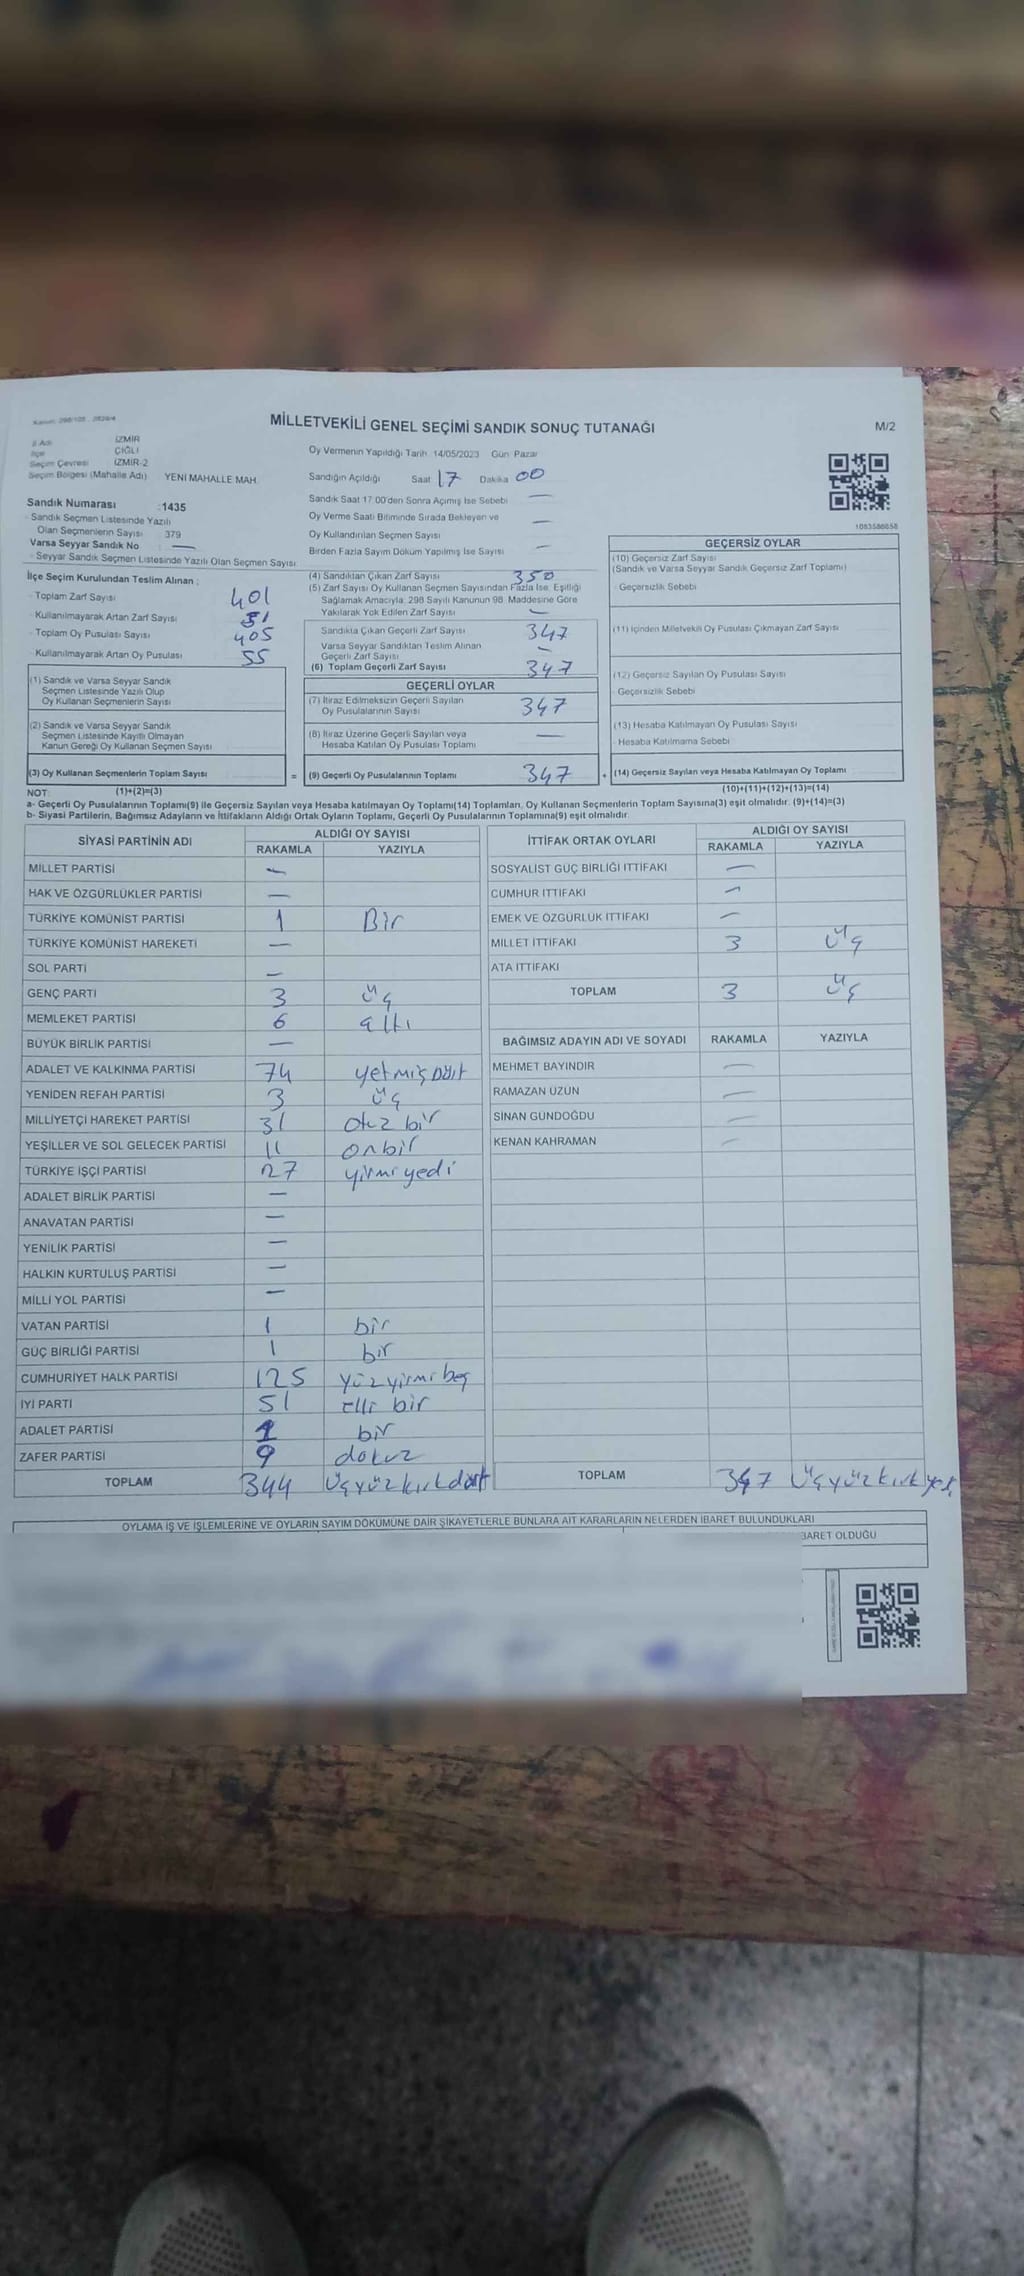 MİLLETVEKİLİ GENEL SEÇİMİ SANDIK SONUÇ TUTANAĞI
M/2
İl Adı İZMİR
İlçe ÇİĞLİ
Seçim Çevresi İZMİR-2
Seçim Bölgesi (Mahalle Adı) YENİ MAHALLE MAH.
Sandık Numarası :1435
Sandık Seçmen Listesinde Yazılı
Olan Seçmenlerin Sayısı 379
Varsa Seyyar Sandık No —
Seyyar Sandık Seçmen Listesinde Yazılı Olan Seçmen Sayısı
İlçe Seçim Kurulundan Teslim Alınan :
- Toplam Zarf Sayısı 401
- Kullanılmayarak Artan Zarf Sayısı 51
- Toplam Oy Pusulası Sayısı 405
- Kullanılmayarak Artan Oy Pusulası 55
(1) Sandık ve Varsa Seyyar Sandık
Seçmen Listesinde Yazılı Olup
Oy Kullanan Seçmenlerin Sayısı
(2) Sandık ve Varsa Seyyar Sandık
Seçmen Listesinde Kayıtlı Olmayan
Kanun Gereği Oy Kullanan Seçmen Sayısı
(3) Oy Kullanan Seçmenlerin Toplam Sayısı =
Oy Vermenin Yapıldığı Tarih 14/05/2023 Gün Pazar
Sandığın Açıldığı Saat 17 Dakika 00
Sandık Saat 17.00'den Sonra Açımış İse Sebebi —
Oy Verme Saati Bitiminde Sırada Bekleyen ve
Oy Kullandırılan Seçmen Sayısı —
Birden Fazla Sayım Döküm Yapılmış İse Sayısı —
(4) Sandıktan Çıkan Zarf Sayısı 350
(5) Zarf Sayısı Oy Kullanan Seçmen Sayısından Fazla İse, Eşitliği
Sağlamak Amacıyla, 298 Sayılı Kanunun 98. Maddesine Göre
Yakılarak Yok Edilen Zarf Sayısı —
Sandıkta Çıkan Geçerli Zarf Sayısı 347
Varsa Seyyar Sandıktan Teslim Alınan
Geçerli Zarf Sayısı —
(6) Toplam Geçerli Zarf Sayısı 347
GEÇERLİ OYLAR
(7) İtiraz Edilmeksizin Geçerli Sayılan
Oy Pusulalarının Sayısı 347
(8) İtiraz Üzerine Geçerli Sayılan veya
Hesaba Katılan Oy Pusulası Toplamı —
(9) Geçerli Oy Pusulalarının Toplamı 347 +
1083586658
GEÇERSİZ OYLAR
(10) Geçersiz Zarf Sayısı
(Sandık ve Varsa Seyyar Sandık Geçersiz Zarf Toplamı)
- Geçersizlik Sebebi
(11) İçinden Milletvekili Oy Pusulası Çıkmayan Zarf Sayısı
(12) Geçersiz Sayılan Oy Pusulası Sayısı
- Geçersizlik Sebebi
(13) Hesaba Katılmayan Oy Pusulası Sayısı
- Hesaba Katılmama Sebebi
(14) Geçersiz Sayılan veya Hesaba Katılmayan Oy Toplamı
NOT: (1)+(2)=(3) (10)+(11)+(12)+(13)=(14)
a- Geçerli Oy Pusulalarının Toplamı(9) ile Geçersiz Sayılan veya Hesaba katılmayan Oy Toplamı(14) Toplamları, Oy Kullanan Seçmenlerin Toplam Sayısına(3) eşit olmalıdır. (9)+(14)=(3)
b- Siyasi Partilerin, Bağımsız Adayların ve İttifakların Aldığı Ortak Oyların Toplamı, Geçerli Oy Pusulalarının Toplamına(9) eşit olmalıdır.
SİYASİ PARTİNİN ADI ALDIĞI OY SAYISI
RAKAMLA YAZIYLA
MİLLET PARTİSİ —
HAK VE ÖZGÜRLÜKLER PARTİSİ —
TÜRKİYE KOMÜNİST PARTİSİ 1 Bir
TÜRKİYE KOMÜNİST HAREKETİ —
SOL PARTİ —
GENÇ PARTİ 3 Üç
MEMLEKET PARTİSİ 6 altı
BÜYÜK BİRLİK PARTİSİ —
ADALET VE KALKINMA PARTİSİ 74 yetmiş dört
YENİDEN REFAH PARTİSİ 3 Üç
MİLLİYETÇİ HAREKET PARTİSİ 31 otuz bir
YEŞİLLER VE SOL GELECEK PARTİSİ 11 onbir
TÜRKİYE İŞÇİ PARTİSİ 27 yirmi yedi
ADALET BİRLİK PARTİSİ —
ANAVATAN PARTİSİ —
YENİLİK PARTİSİ —
HALKIN KURTULUŞ PARTİSİ —
MİLLİ YOL PARTİSİ —
VATAN PARTİSİ 1 bir
GÜÇ BİRLİĞİ PARTİSİ 1 bir
CUMHURİYET HALK PARTİSİ 125 yüzyirmi beş
İYİ PARTİ 51 elli bir
ADALET PARTİSİ 1 bir
ZAFER PARTİSİ 9 dokuz
TOPLAM 344 üçyüzkırkdört
İTTİFAK ORTAK OYLARI ALDIĞI OY SAYISI
RAKAMLA YAZIYLA
SOSYALİST GÜÇ BİRLİĞİ İTTİFAKI —
CUMHUR İTTİFAKI —
EMEK VE ÖZGÜRLÜK İTTİFAKI —
MİLLET İTTİFAKI 3 Üç
ATA İTTİFAKI
TOPLAM 3 Üç
BAĞIMSIZ ADAYIN ADI VE SOYADI RAKAMLA YAZIYLA
MEHMET BAYINDIR —
RAMAZAN UZUN —
SİNAN GÜNDOĞDU —
KENAN KAHRAMAN —
TOPLAM 347 Üçyüzkırkyedi
OYLAMA İŞ VE İŞLEMLERİNE VE OYLARIN SAYIM DÖKÜMÜNE DAİR ŞİKAYETLERLE BUNLARA AİT KARARLARIN NELERDEN İBARET BULUNDUKLARI
BARET OLDUĞU